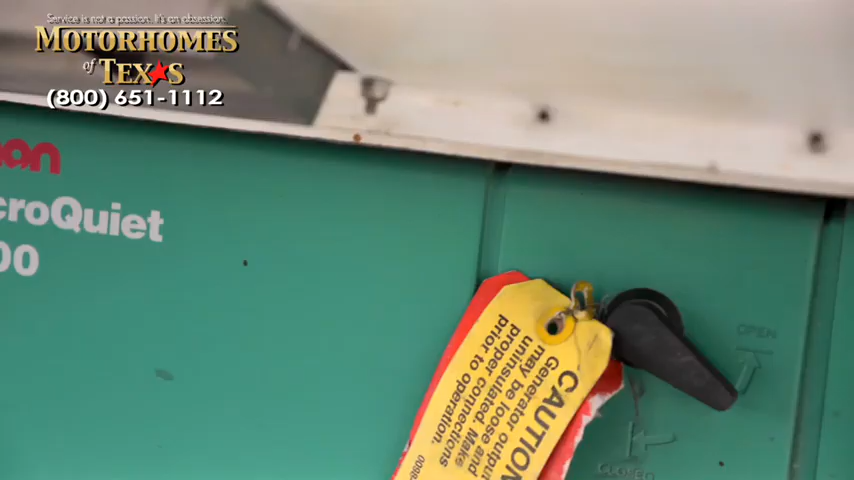 Service is not a passion. It's an obsession.
MOTORHOMES
of TEXAS
(800) 651-1112
on
croQuiet
00
CAUTION
Generator output
may be loose and
uninsulated. Make
proper connections
prior to operation.
OPEN